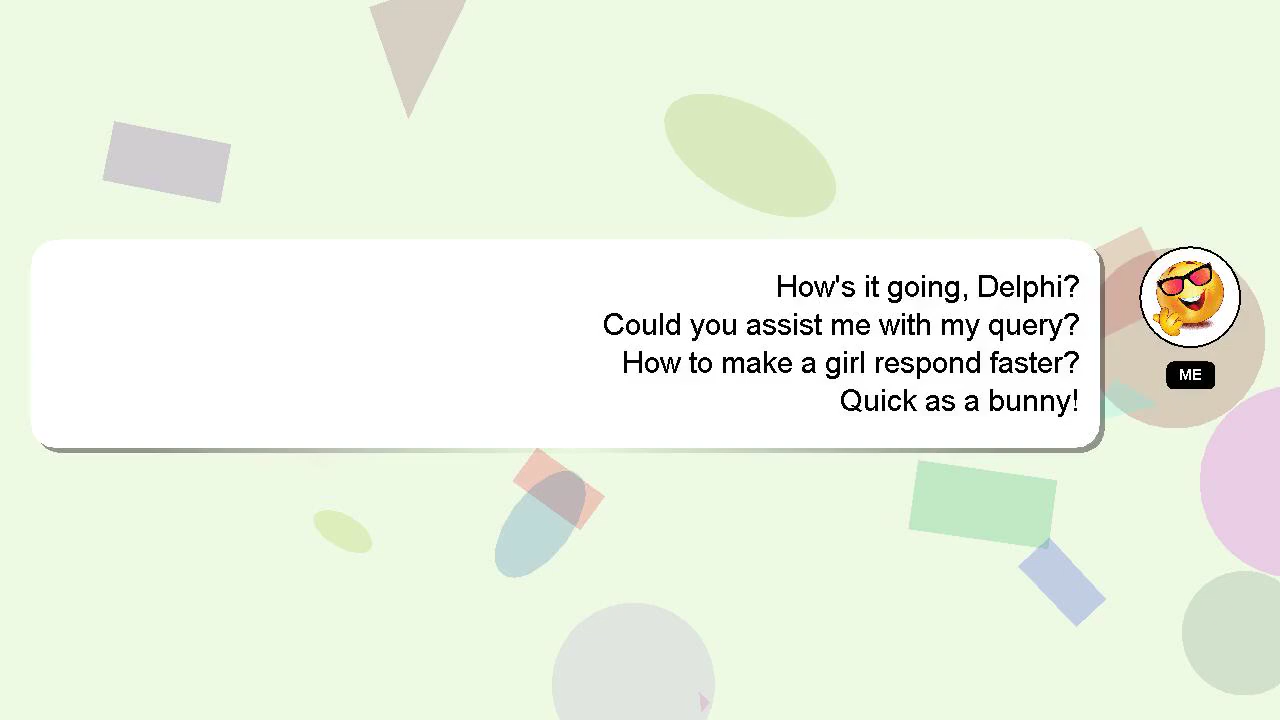 How's it going, Delphi?
Could you assist me with my query?
How to make a girl respond faster?
Quick as a bunny!
ME